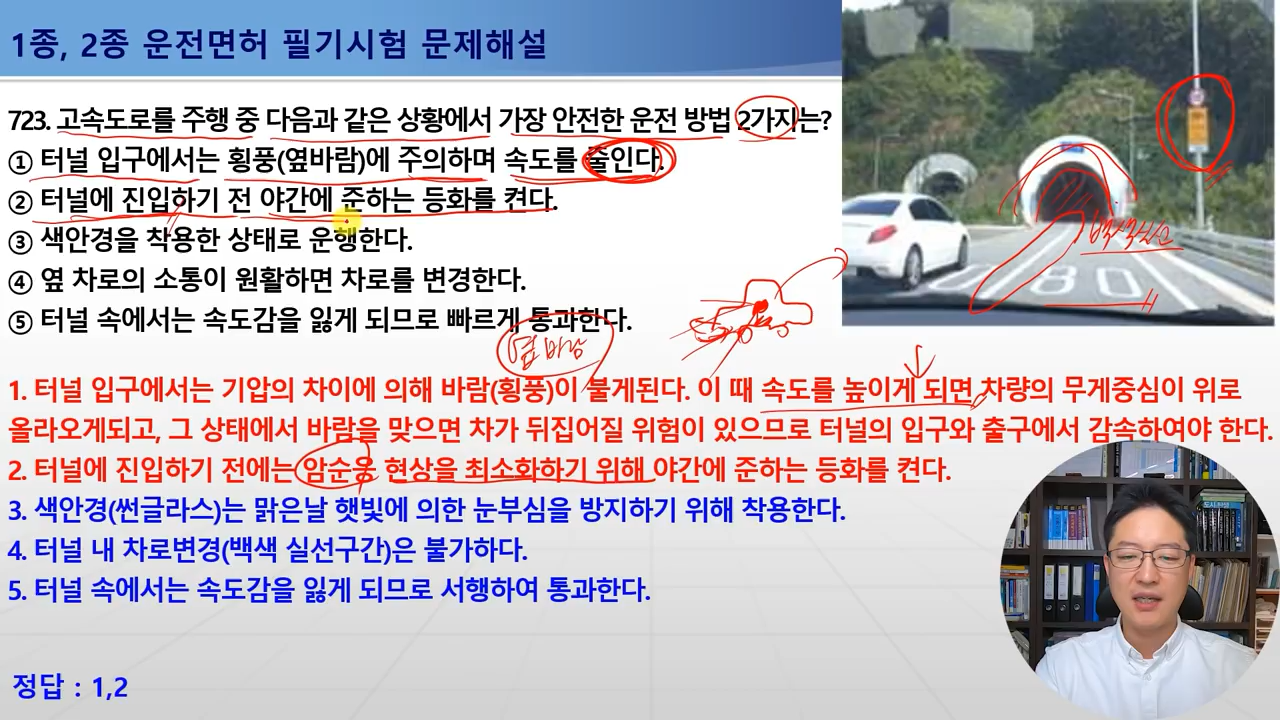 1종, 2종 운전면허 필기시험 문제해설
723. 고속도로를 주행 중 다음과 같은 상황에서 가장 안전한 운전 방법 2가지는?
① 터널 입구에서는 횡풍(옆바람)에 주의하며 속도를 줄인다.
② 터널에 진입하기 전 야간에 준하는 등화를 켠다.
③ 색안경을 착용한 상태로 운행한다.
④ 옆 차로의 소통이 원활하면 차로를 변경한다.
⑤ 터널 속에서는 속도감을 잃게 되므로 빠르게 통과한다.
옆바람
백색실선
1. 터널 입구에서는 기압의 차이에 의해 바람(횡풍)이 불게된다. 이 때 속도를 높이게 되면 차량의 무게중심이 위로
올라오게되고, 그 상태에서 바람을 맞으면 차가 뒤집어질 위험이 있으므로 터널의 입구와 출구에서 감속하여야 한다.
2. 터널에 진입하기 전에는 암순응 현상을 최소화하기 위해 야간에 준하는 등화를 켠다.
3. 색안경(썬글라스)는 맑은날 햇빛에 의한 눈부심을 방지하기 위해 착용한다.
4. 터널 내 차로변경(백색 실선구간)은 불가하다.
5. 터널 속에서는 속도감을 잃게 되므로 서행하여 통과한다.
정답 : 1,2